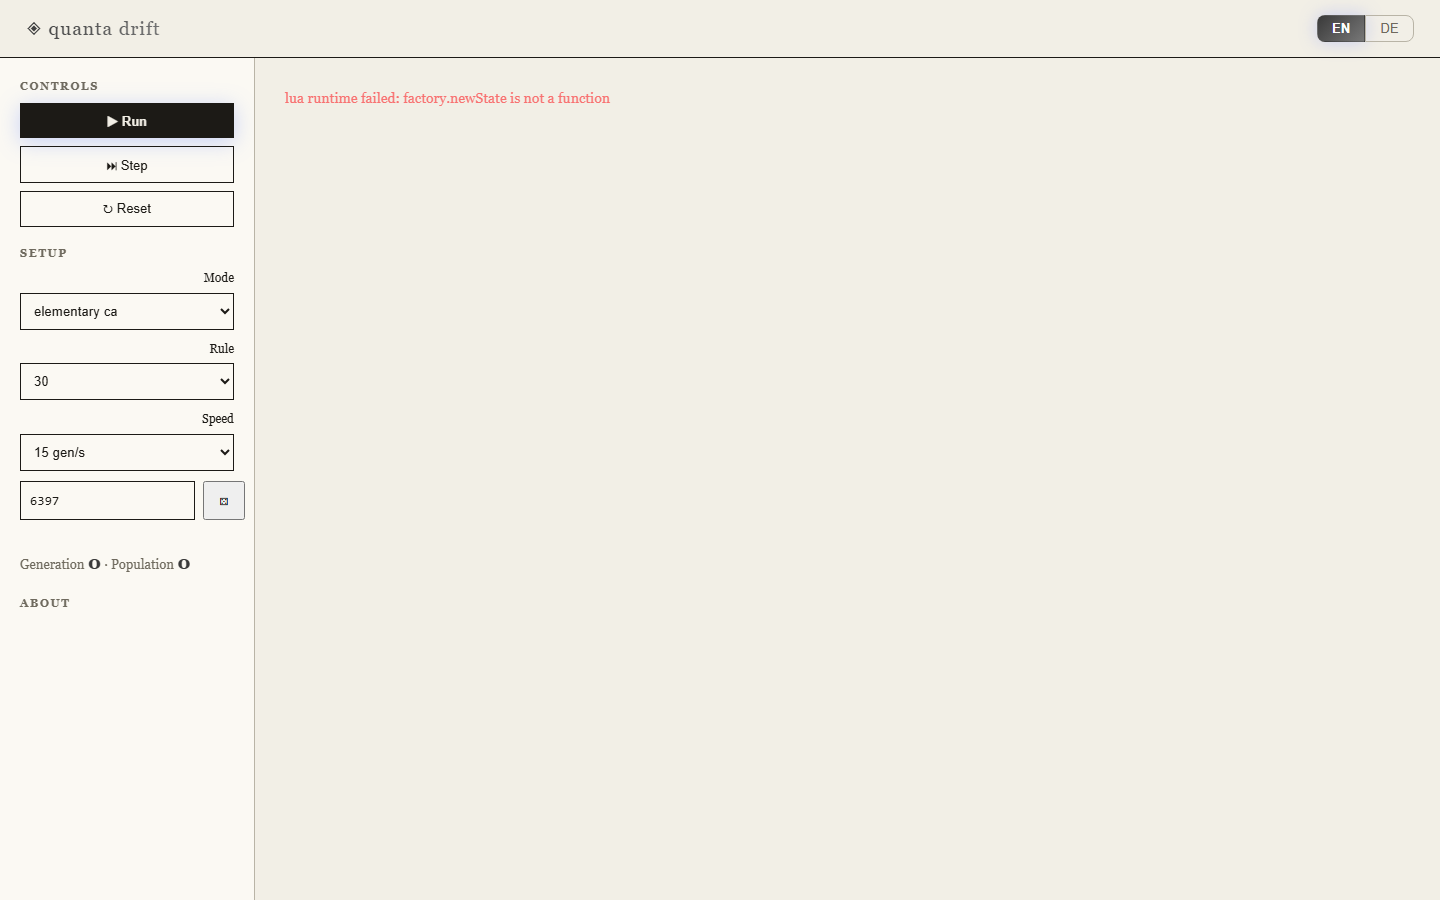 ◈ quanta drift
EN
DE
CONTROLS
▶ Run
⏭ Step
↻ Reset
SETUP
Mode
elementary ca
Rule
30
Speed
15 gen/s
6397
Generation 0 · Population 0
ABOUT
lua runtime failed: factory.newState is not a function